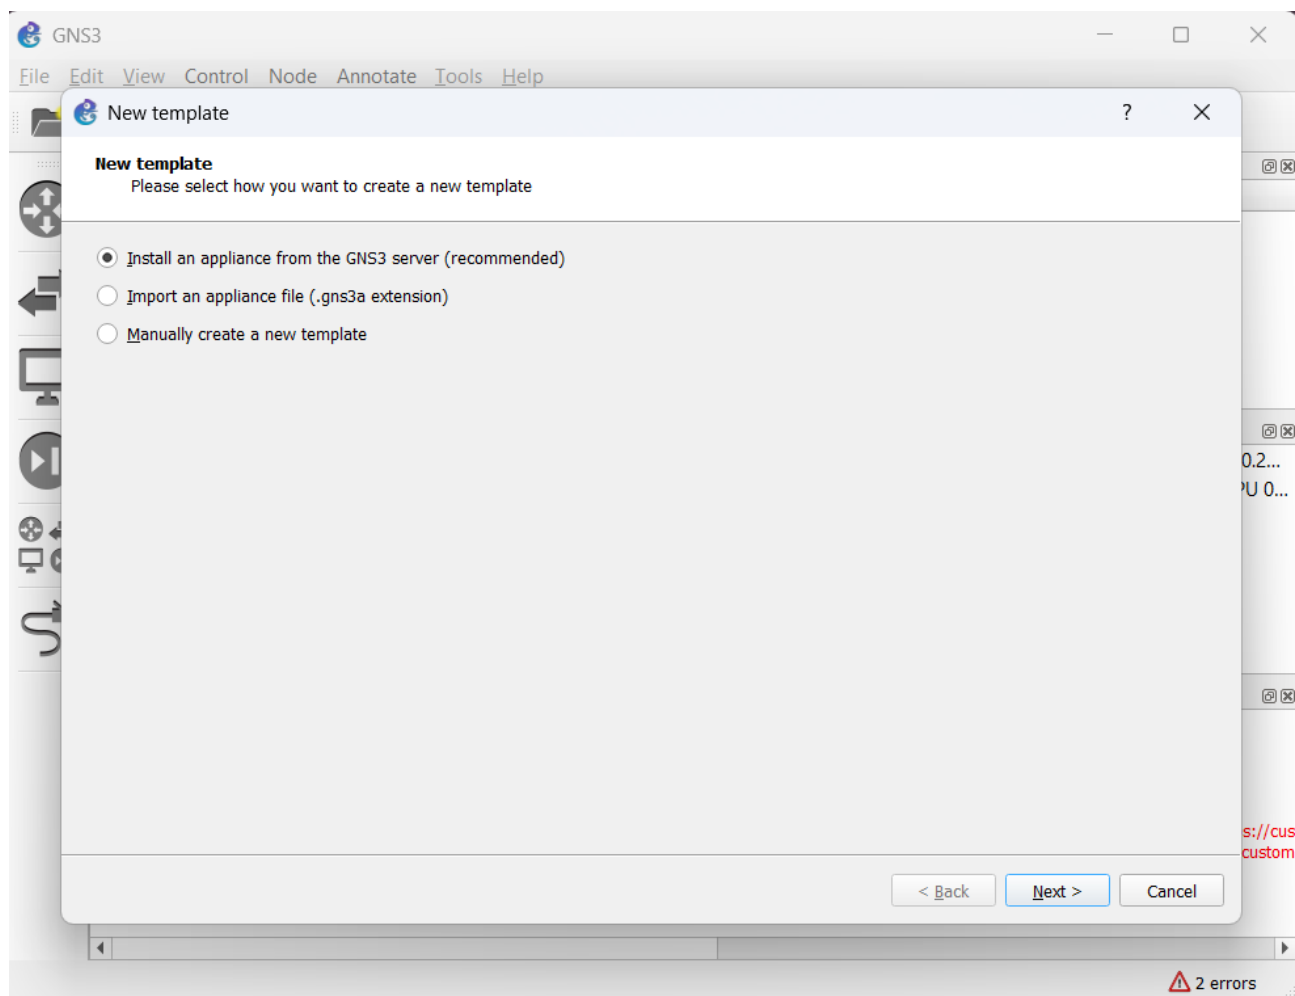 GNS3
File Edit View Control Node Annotate Tools Help
New template
New template
Please select how you want to create a new template
Install an appliance from the GNS3 server (recommended)
Import an appliance file (.gns3a extension)
Manually create a new template
0.2...
PU 0...
s://cus
custom
< Back Next > Cancel
2 errors